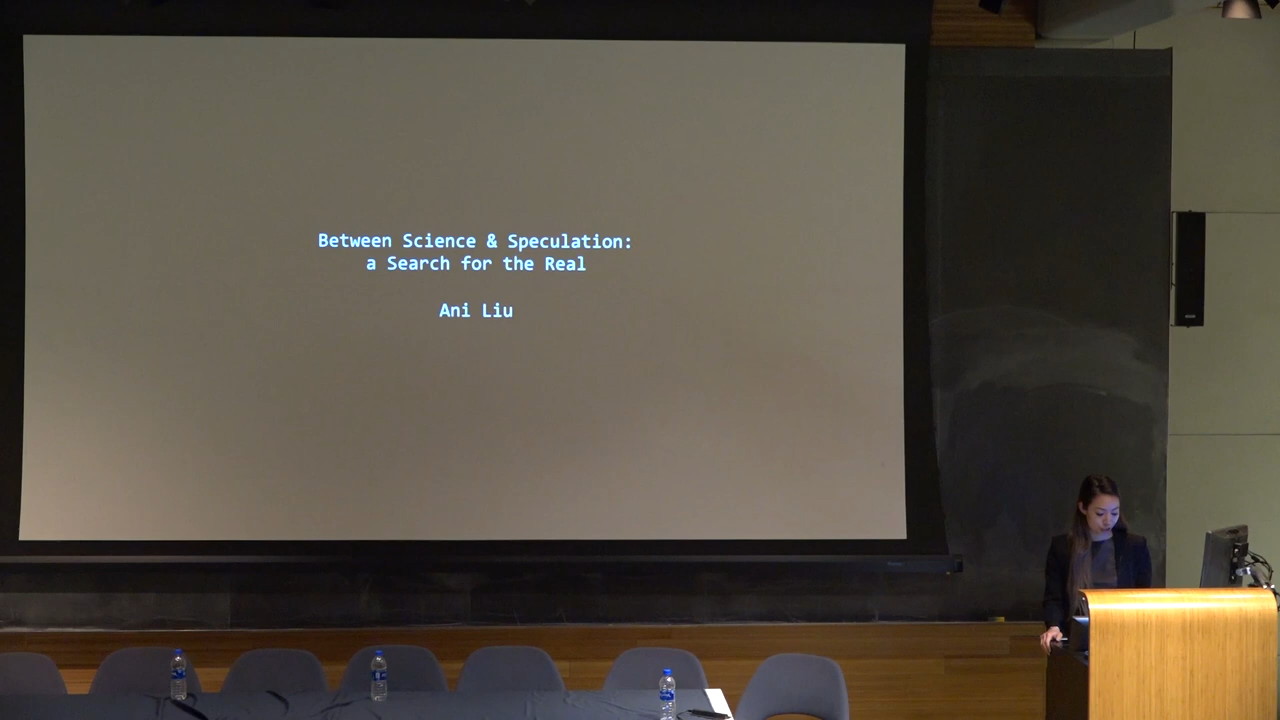 Between Science & Speculation:
a Search for the Real
Ani Liu